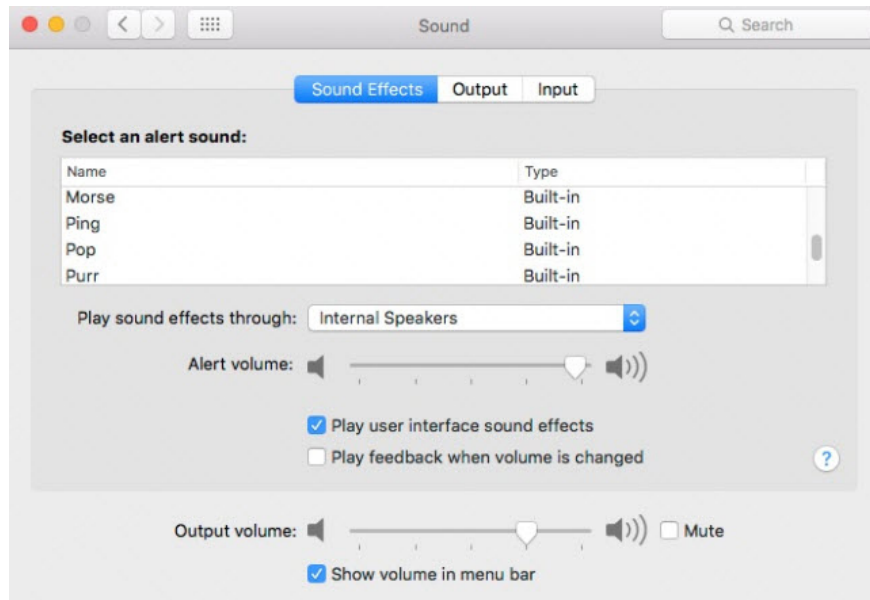 Sound
Search
Sound Effects Output Input
Select an alert sound:
Name Type
Morse Built-in
Ping Built-in
Pop Built-in
Purr Built-in
Play sound effects through: Internal Speakers
Alert volume:
Play user interface sound effects
Play feedback when volume is changed
?
Output volume: Mute
Show volume in menu bar